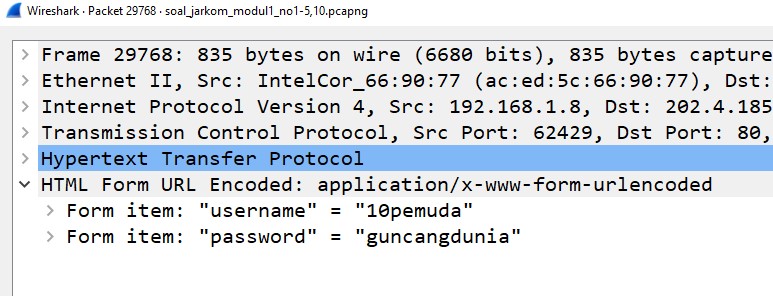 Wireshark · Packet 29768 · soal_jarkom_modul1_no1-5,10.pcapng
Frame 29768: 835 bytes on wire (6680 bits), 835 bytes capture
Ethernet II, Src: IntelCor_66:90:77 (ac:ed:5c:66:90:77), Dst:
Internet Protocol Version 4, Src: 192.168.1.8, Dst: 202.4.185
Transmission Control Protocol, Src Port: 62429, Dst Port: 80,
Hypertext Transfer Protocol
HTML Form URL Encoded: application/x-www-form-urlencoded
Form item: "username" = "10pemuda"
Form item: "password" = "guncangdunia"